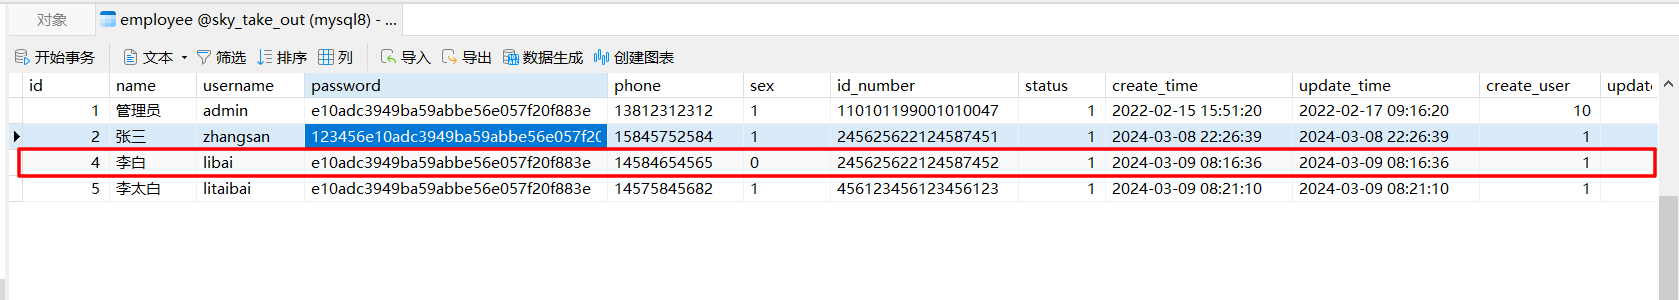 对象 employee @sky_take_out (mysql8) - ...
开始事务 文本 筛选 排序 列 导入 导出 数据生成 创建图表
id name username password phone sex id_number status create_time update_time create_user update
1 管理员 admin e10adc3949ba59abbe56e057f20f883e 13812312312 1 110101199001010047 1 2022-02-15 15:51:20 2022-02-17 09:16:20 10
2 张三 zhangsan 123456e10adc3949ba59abbe56e057f20 15845752584 1 245625622124587451 1 2024-03-08 22:26:39 2024-03-08 22:26:39 1
4 李白 libai e10adc3949ba59abbe56e057f20f883e 14584654565 0 245625622124587452 1 2024-03-09 08:16:36 2024-03-09 08:16:36 1
5 李太白 litaibai e10adc3949ba59abbe56e057f20f883e 14575845682 1 456123456123456123 1 2024-03-09 08:21:10 2024-03-09 08:21:10 1